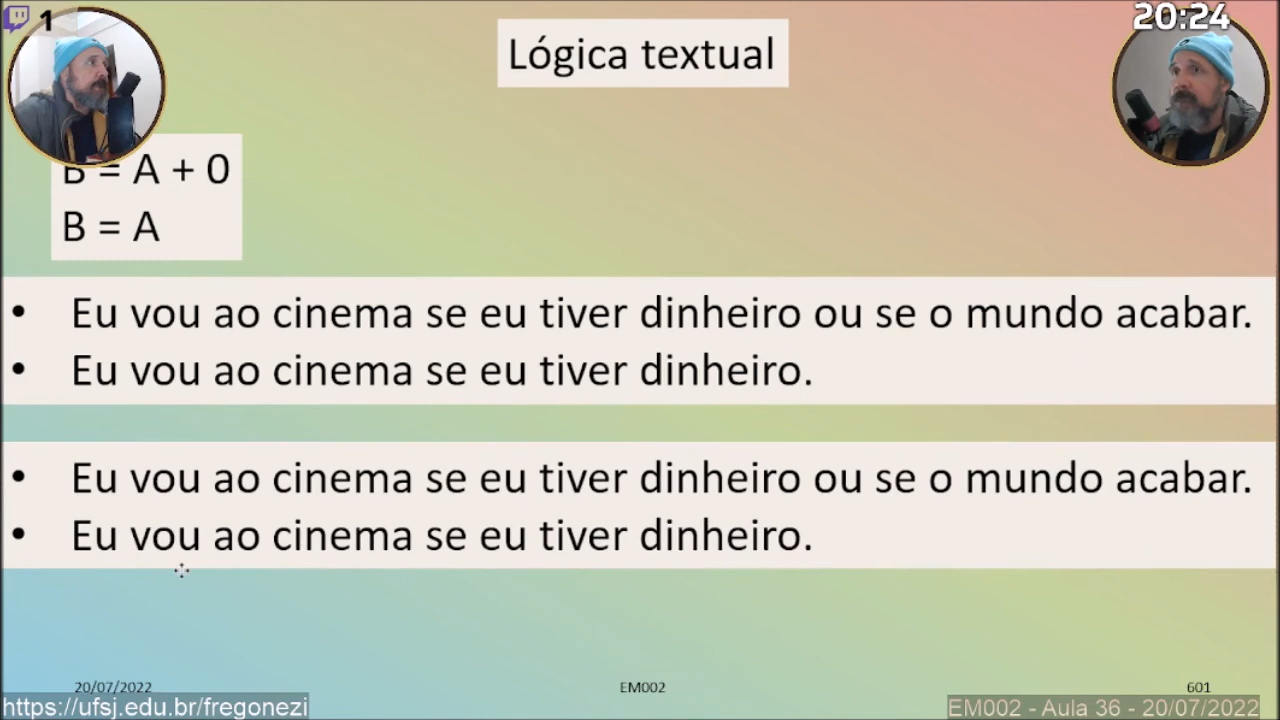 1
20:24
Lógica textual
B = A + 0
B = A
• Eu vou ao cinema se eu tiver dinheiro ou se o mundo acabar.
• Eu vou ao cinema se eu tiver dinheiro.
• Eu vou ao cinema se eu tiver dinheiro ou se o mundo acabar.
• Eu vou ao cinema se eu tiver dinheiro.
20/07/2022
EM002
601
https://ufsj.edu.br/fregonezi
EM002 - Aula 36 - 20/07/2022